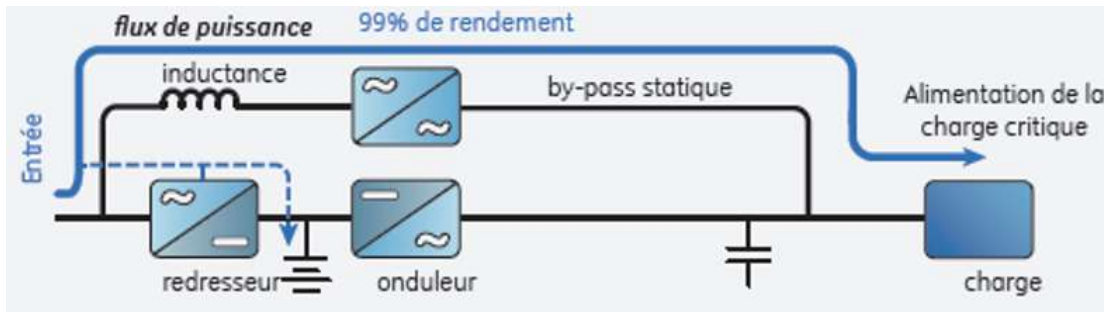 flux de puissance
99% de rendement
inductance
by-pass statique
Alimentation de la
charge critique
Entrée
redresseur
onduleur
charge